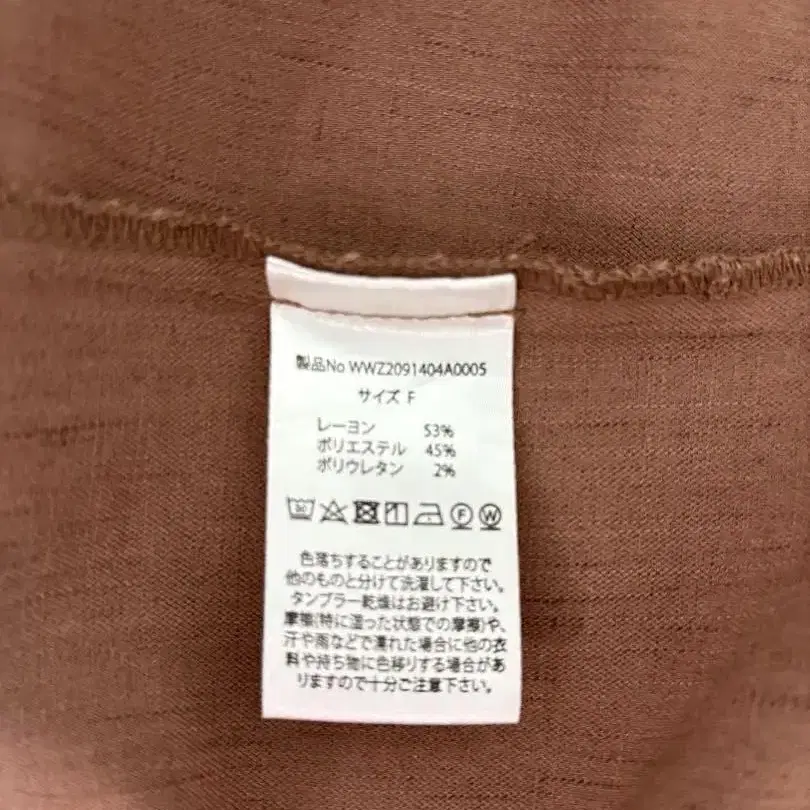 製品No WWZ2091404A0005
サイズ F
レーヨン 53%
ポリエステル 45%
ポリウレタン 2%
F W
色落ちすることがありますので
他のものと分けて洗濯して下さい。
タンブラー乾燥はお避け下さい。
摩擦(特に湿った状態での摩擦)や、
汗や雨などで濡れた場合に他の衣
料や持ち物に色移りする場合があ
りますので十分ご注意下さい。